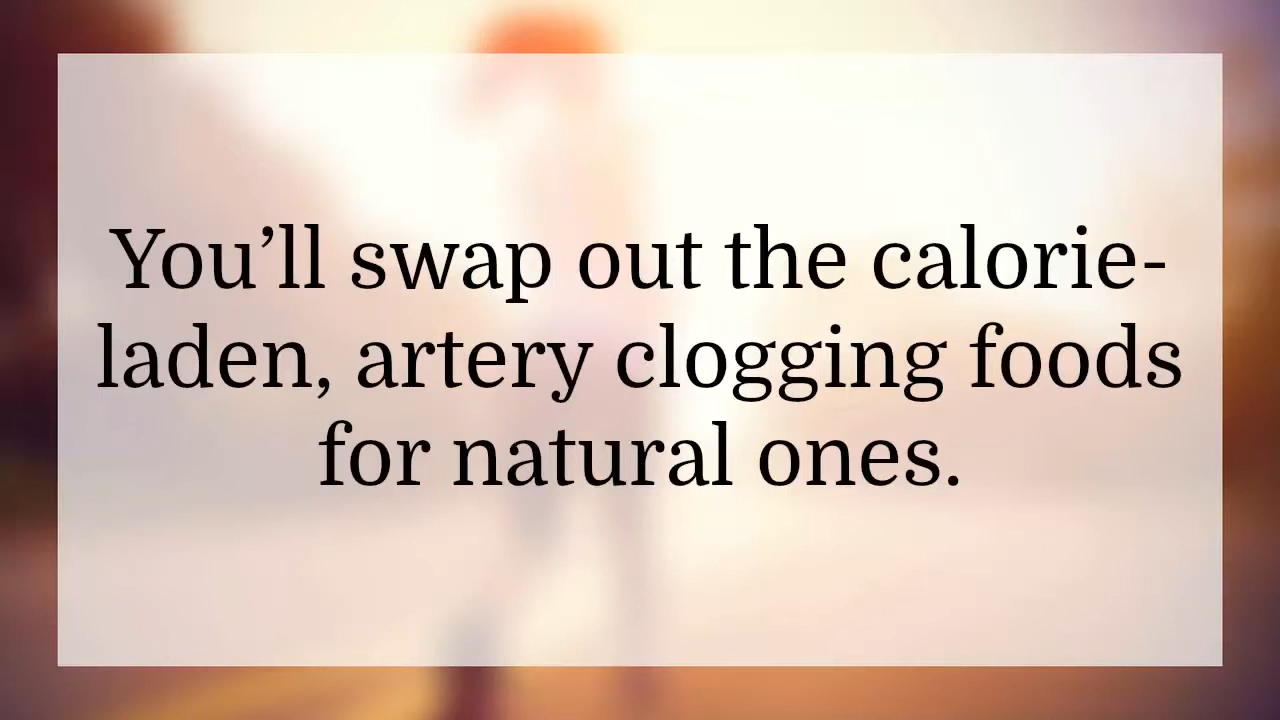 You’ll swap out the calorie-
laden, artery clogging foods
for natural ones.